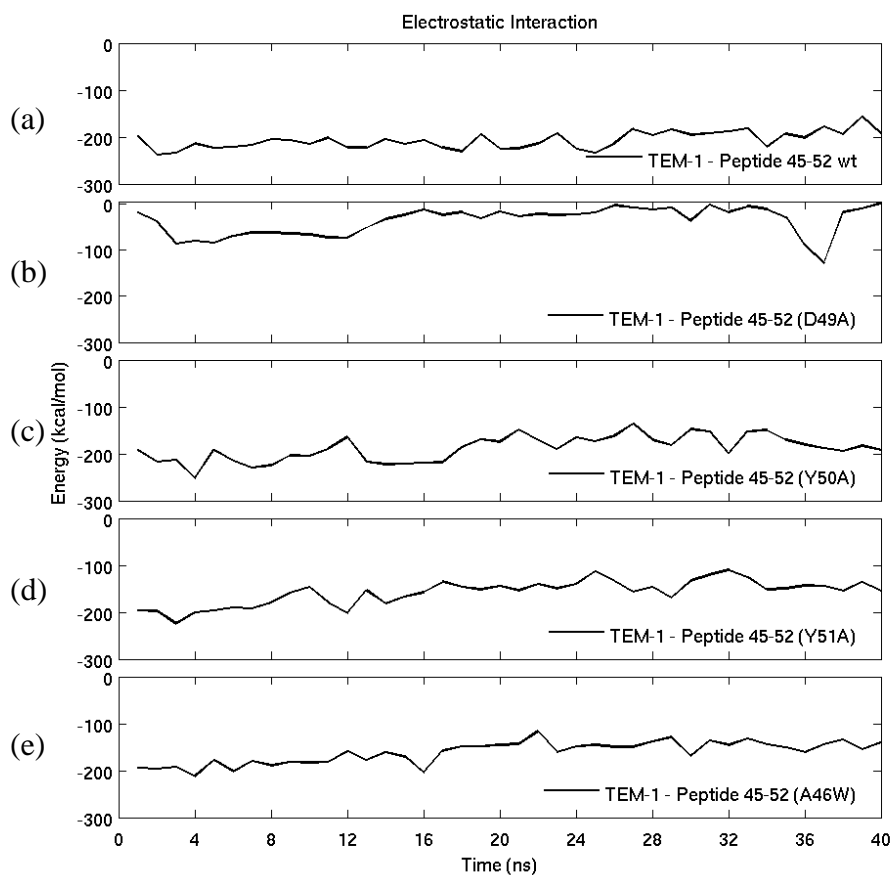 Electrostatic Interaction
0
-100
(a)
-200
TEM-1 - Peptide 45-52 wt
-300
0
-100
(b)
-200
TEM-1 - Peptide 45-52 (D49A)
-300
0
-100
(c)
-200
TEM-1 - Peptide 45-52 (Y50A)
-300
Energy (kcal/mol)
0
-100
(d)
-200
TEM-1 - Peptide 45-52 (Y51A)
-300
0
-100
(e)
-200
TEM-1 - Peptide 45-52 (A46W)
-300
0 4 8 12 16 20 24 28 32 36 40
Time (ns)